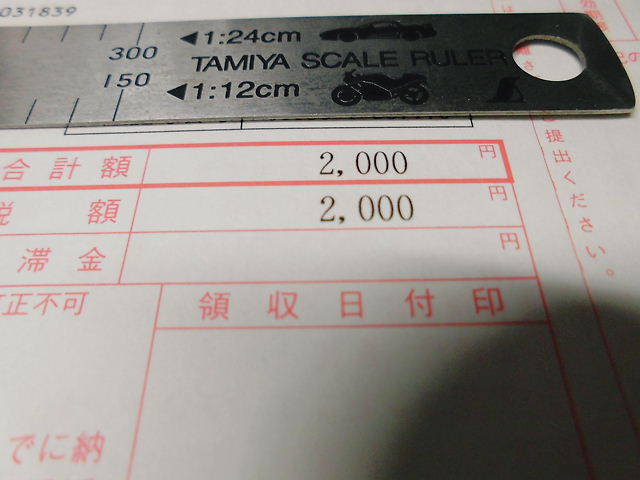 031839
◀1:24cm
300
TAMIYA SCALE RULER
150
◀1:12cm
合計額 2,000 円
税額 2,000 円
滞金 円
正不可
領収日付印
でに納
提出ください。